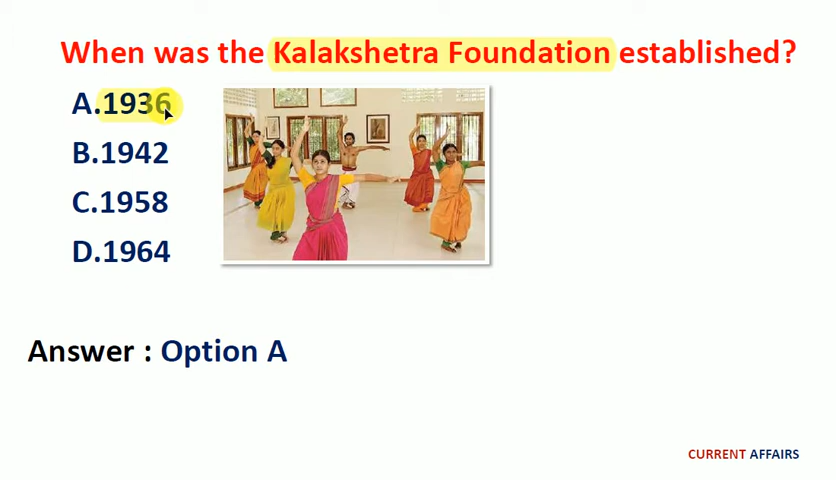 When was the Kalakshetra Foundation established?
A.1936
B.1942
C.1958
D.1964
Answer : Option A
CURRENT AFFAIRS